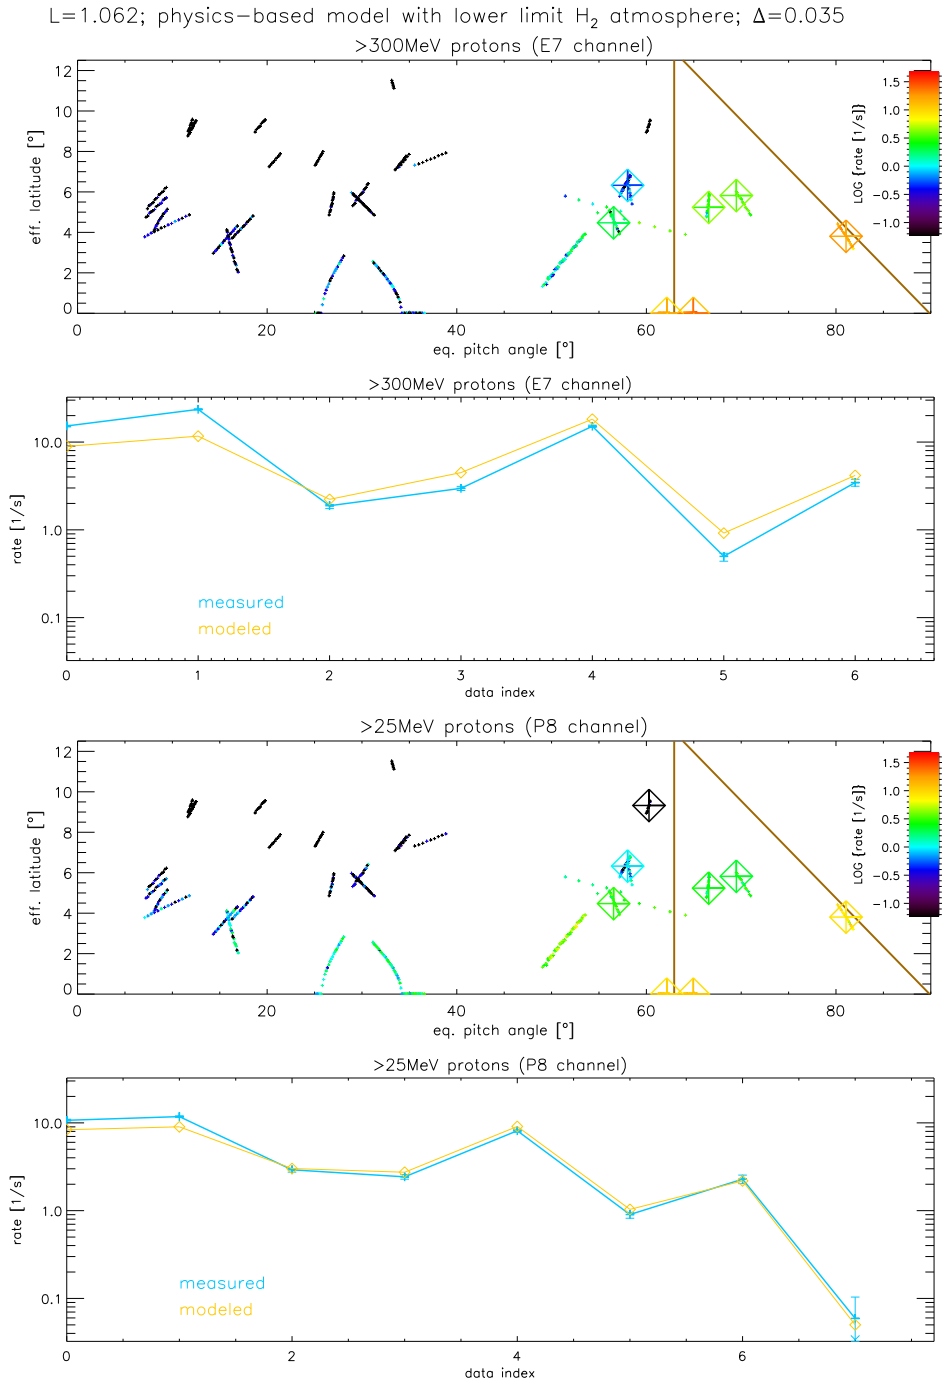 L=1.062; physics-based model with lower limit H₂ atmosphere; Δ=0.035
>300MeV protons (E7 channel)
12
10
8
6
4
2
0
eff. latitude [°]
0 20 40 60 80
eq. pitch angle [°]
LOG {rate [1/s]}
1.5
1.0
0.5
0.0
-0.5
-1.0
>300MeV protons (E7 channel)
10.0
1.0
0.1
rate [1/s]
measured
modeled
0 1 2 3 4 5 6
data index
>25MeV protons (P8 channel)
12
10
8
6
4
2
0
eff. latitude [°]
0 20 40 60 80
eq. pitch angle [°]
LOG {rate [1/s]}
1.5
1.0
0.5
0.0
-0.5
-1.0
>25MeV protons (P8 channel)
10.0
1.0
0.1
rate [1/s]
measured
modeled
0 2 4 6
data index